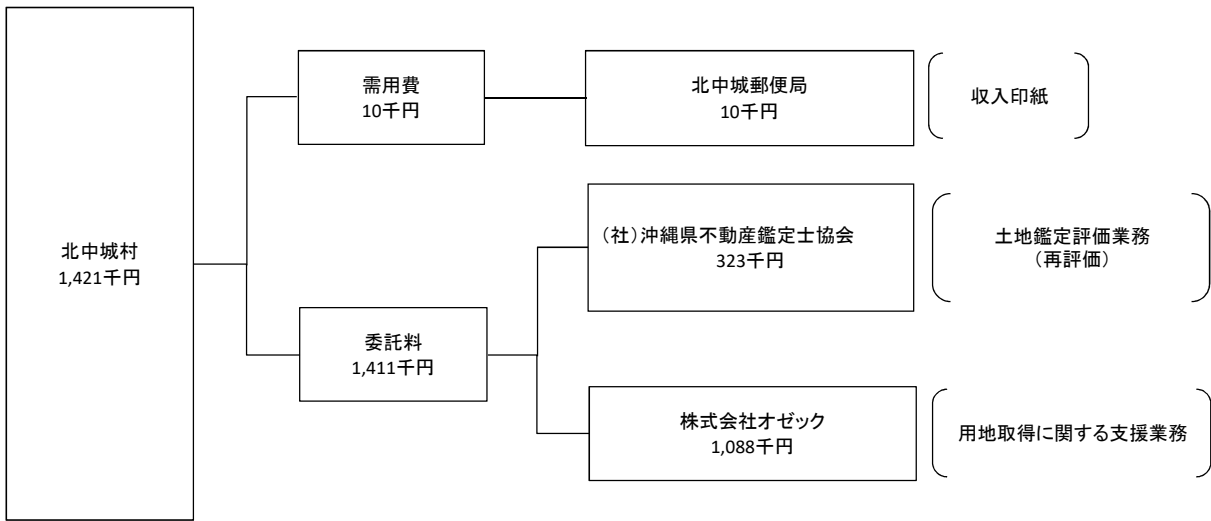 北中城村
1,421千円
需用費
10千円
北中城郵便局
10千円
収入印紙
委託料
1,411千円
（社）沖縄県不動産鑑定士協会
323千円
土地鑑定評価業務
（再評価）
株式会社オゼック
1,088千円
用地取得に関する支援業務